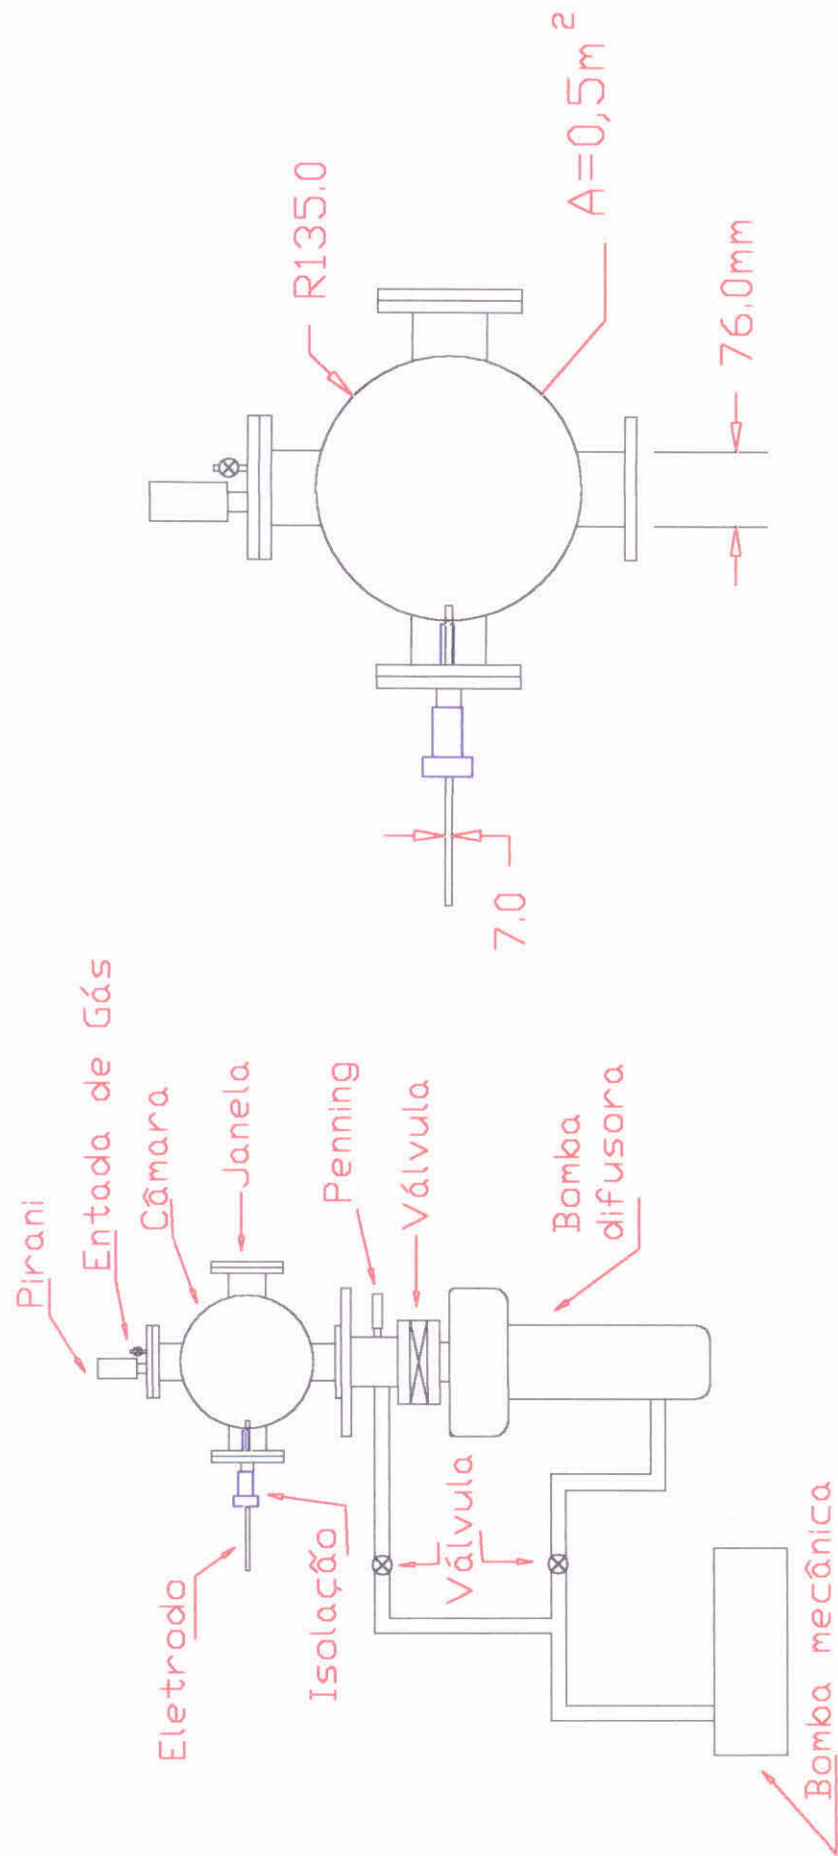 Pirani
Entada de Gás
Câmara
Janela
Penning
Válvula
Bomba
difusora
Eletrodo
Isolação
Válvula
Bomba mecânica
R135.0
A=0,5m²
76.0mm
7.0